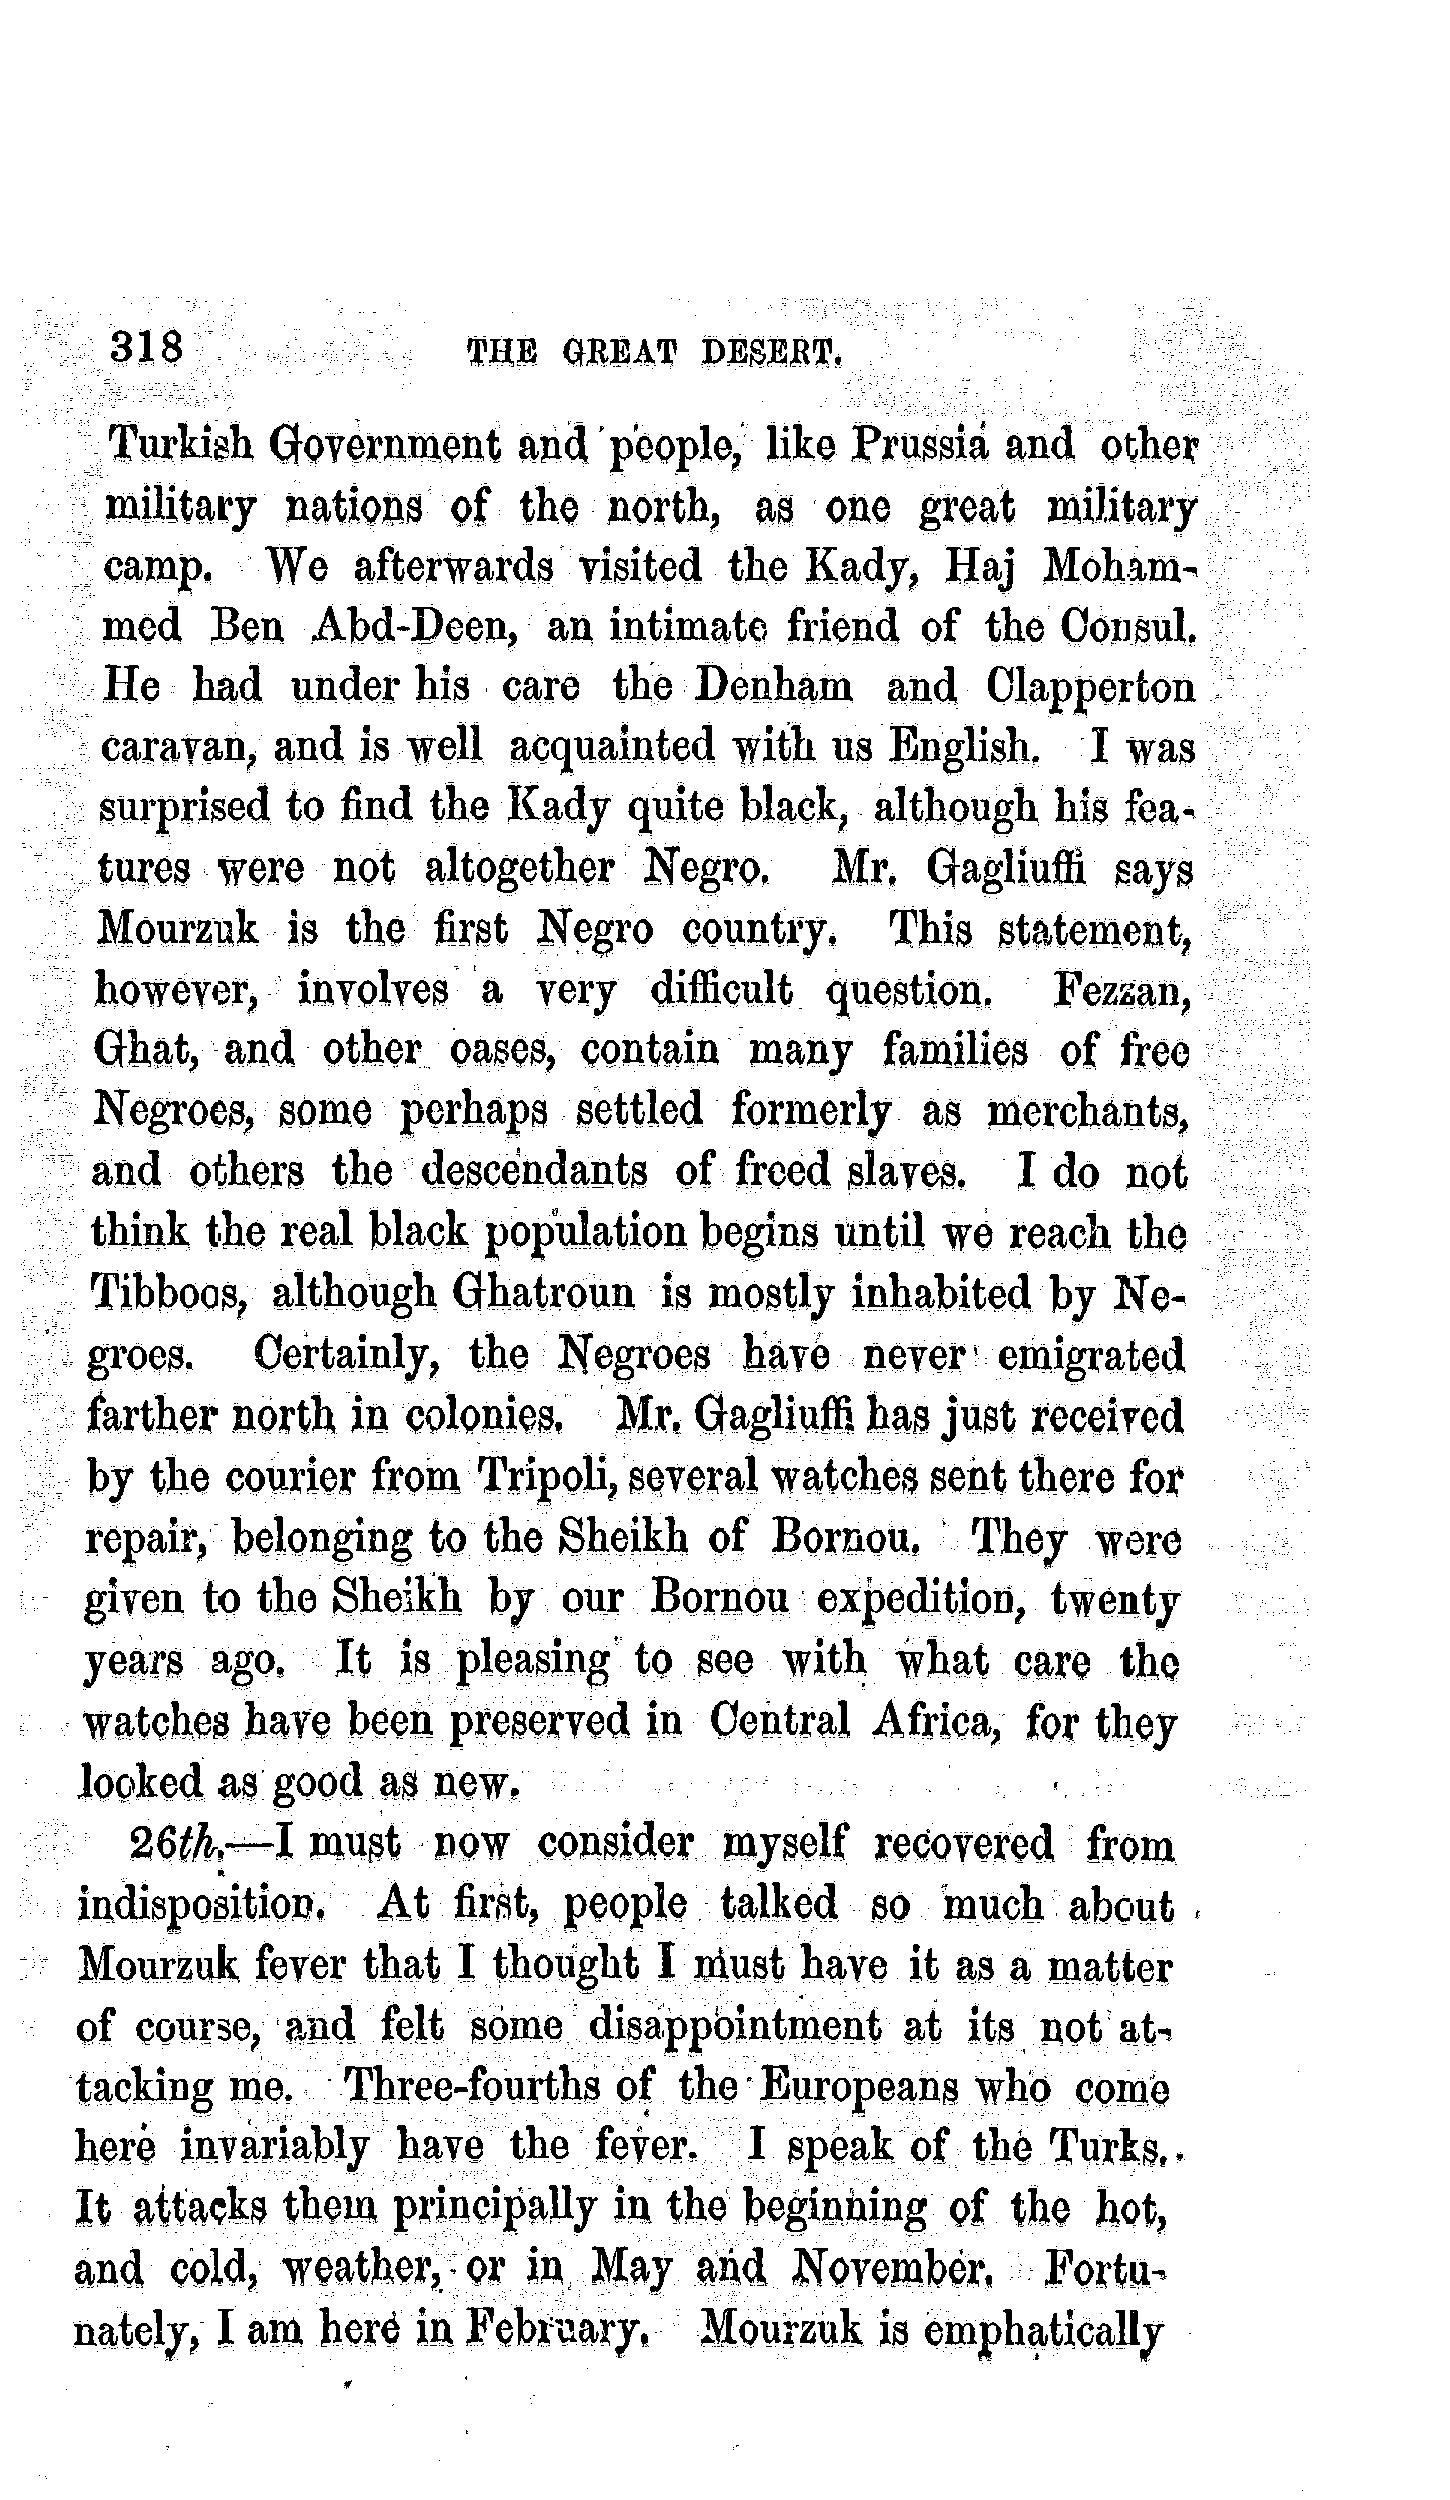 318 THE GREAT DESERT.
Turkish Government and people, like Prussia and other
military nations of the north, as one great military
camp. We afterwards visited the Kady, Haj Moham-
med Ben Abd-Deen, an intimate friend of the Consul.
He had under his care the Denham and Clapperton
caravan, and is well acquainted with us English. I was
surprised to find the Kady quite black, although his fea-
tures were not altogether Negro. Mr. Gagliuffi says
Mourzuk is the first Negro country. This statement,
however, involves a very difficult question. Fezzan,
Ghat, and other oases, contain many families of free
Negroes, some perhaps settled formerly as merchants,
and others the descendants of freed slaves. I do not
think the real black population begins until we reach the
Tibboos, although Ghatroun is mostly inhabited by Ne-
groes. Certainly, the Negroes have never emigrated
farther north in colonies. Mr. Gagliuffi has just received
by the courier from Tripoli, several watches sent there for
repair, belonging to the Sheikh of Bornou. They were
given to the Sheikh by our Bornou expedition, twenty
years ago. It is pleasing to see with what care the
watches have been preserved in Central Africa, for they
looked as good as new.
26th.—I must now consider myself recovered from
indisposition. At first, people talked so much about
Mourzuk fever that I thought I must have it as a matter
of course, and felt some disappointment at its not at-
tacking me. Three-fourths of the Europeans who come
here invariably have the fever. I speak of the Turks.
It attacks them principally in the beginning of the hot,
and cold, weather, or in May and November. Fortu-
nately, I am here in February. Mourzuk is emphatically